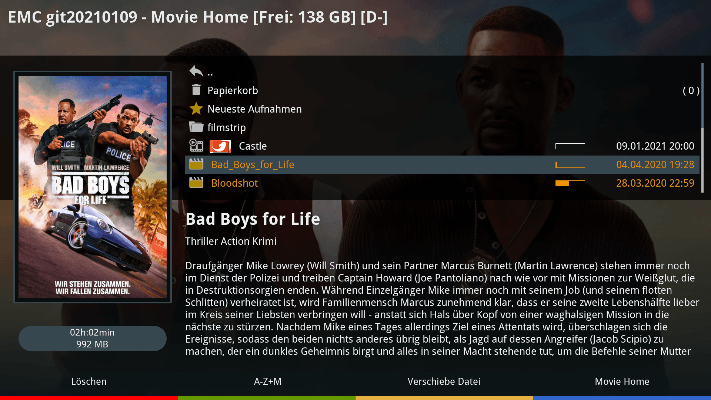 EMC git20210109 - Movie Home [Frei: 138 GB] [D-]
..
Papierkorb ( 0 )
Neueste Aufnahmen
filmstrip
Castle 09.01.2021 20:00
Bad_Boys_for_Life 04.04.2020 19:28
Bloodshot 28.03.2020 22:59
POLICE
POLICE
WILL SMITH MARTIN LAWRENCE
BAD BOYS
FOR LIFE
WIR STEHEN ZUSAMMEN.
WIR FALLEN ZUSAMMEN.
02h:02min
992 MB
Bad Boys for Life
Thriller Action Krimi
Draufgänger Mike Lowrey (Will Smith) und sein Partner Marcus Burnett (Martin Lawrence) stehen immer noch
im Dienst der Polizei und treiben Captain Howard (Joe Pantoliano) nach wie vor mit Missionen zur Weißglut, die
in Destruktionsorgien enden. Während Einzelgänger Mike immer noch mit seinem Job (und seinem flotten
Schlitten) verheiratet ist, wird Familienmensch Marcus zunehmend klar, dass er seine zweite Lebenshälfte lieber
im Kreis seiner Liebsten verbringen will - anstatt sich Hals über Kopf von einer waghalsigen Mission in die
nächste zu stürzen. Nachdem Mike eines Tages allerdings Ziel eines Attentats wird, überschlagen sich die
Ereignisse, sodass den beiden nichts anderes übrig bleibt, als Jagd auf dessen Angreifer (Jacob Scipio) zu
machen, der ein dunkles Geheimnis birgt und alles in seiner Macht stehende tut, um die Befehle seiner Mutter
Löschen A-Z+M Verschiebe Datei Movie Home